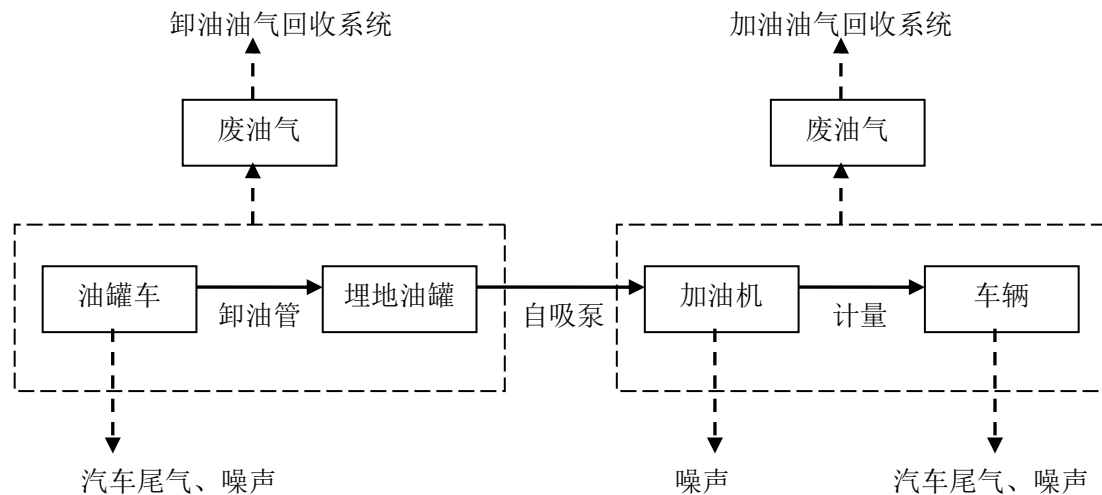 卸油油气回收系统
加油油气回收系统
废油气
废油气
油罐车
卸油管
埋地油罐
自吸泵
加油机
计量
车辆
汽车尾气、噪声
噪声
汽车尾气、噪声